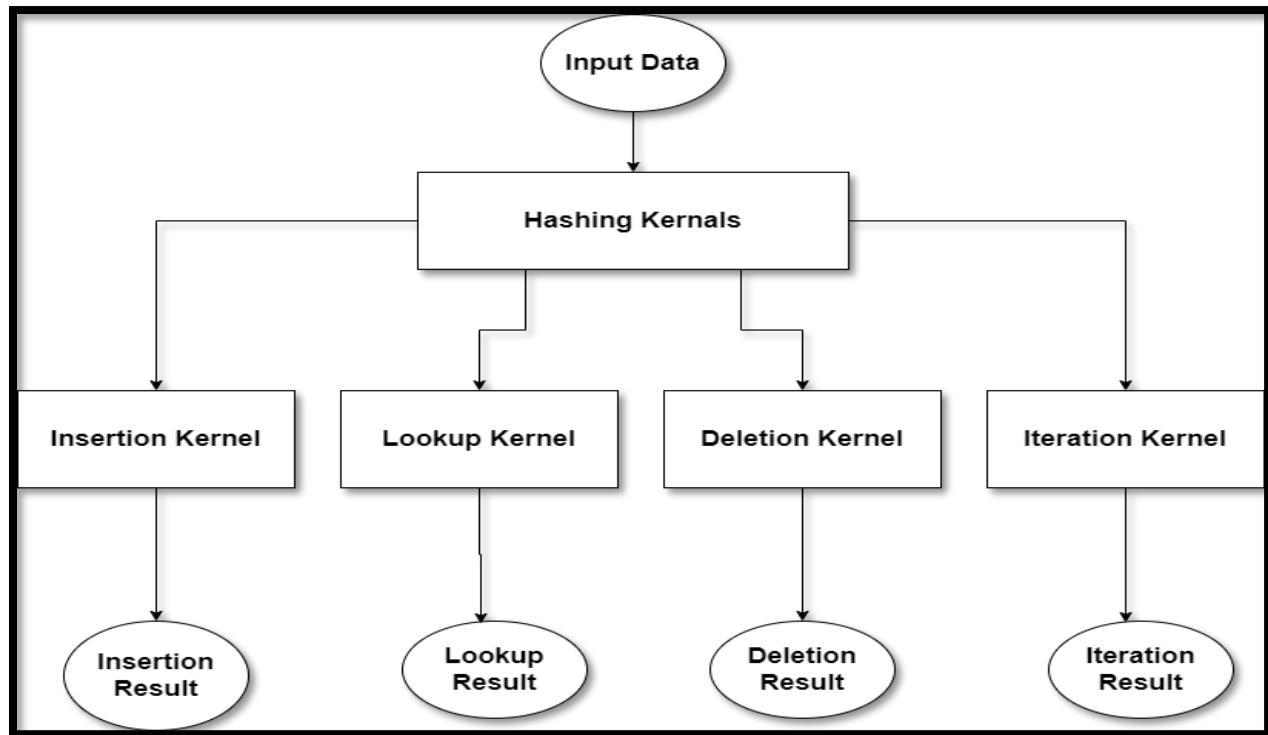 Input Data
Hashing Kernals
Insertion Kernel
Lookup Kernel
Deletion Kernel
Iteration Kernel
Insertion
Result
Lookup
Result
Deletion
Result
Iteration
Result